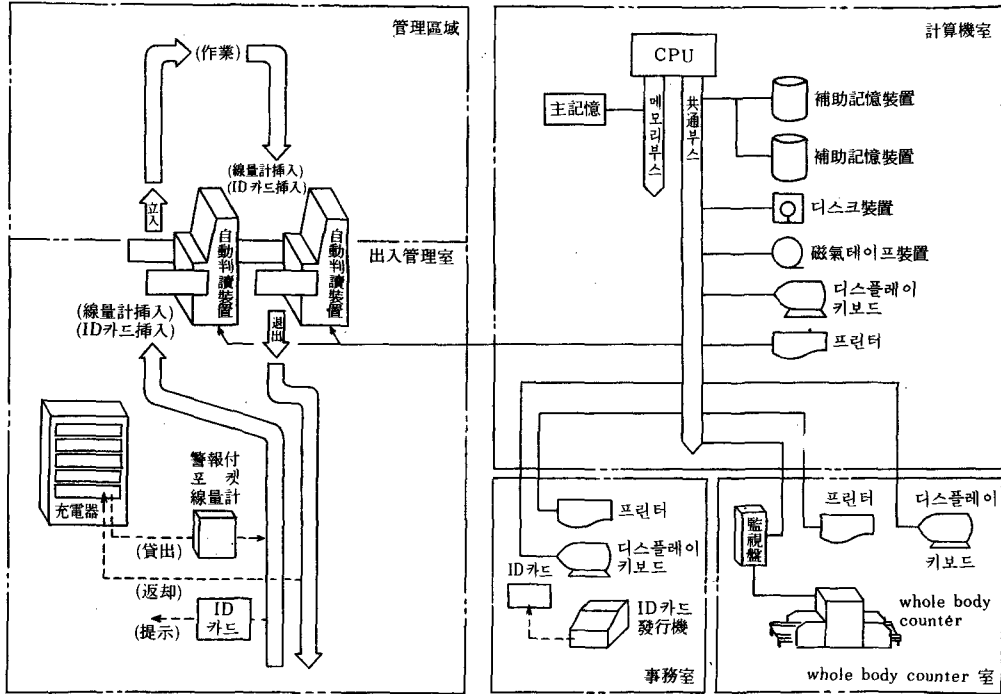 管理區域
(作業)
(線量計挿入)
(ID카드挿入)
立入
自動判讀裝置
自動判讀裝置
出入管理室
(線量計挿入)
(ID카드挿入)
退出
充電器
警報付
포켓
線量計
(貸出)
(返却)
(提示)
ID
카드
計算機室
CPU
主記憶
메모리부스
共通부스
補助記憶裝置
補助記憶裝置
디스크裝置
磁氣테이프裝置
디스플레이
키보드
프린터
프린터
디스플레이
키보드
ID카드
ID카드
發行機
事務室
監視盤
프린터
디스플레이
키보드
whole body
counter
whole body counter 室